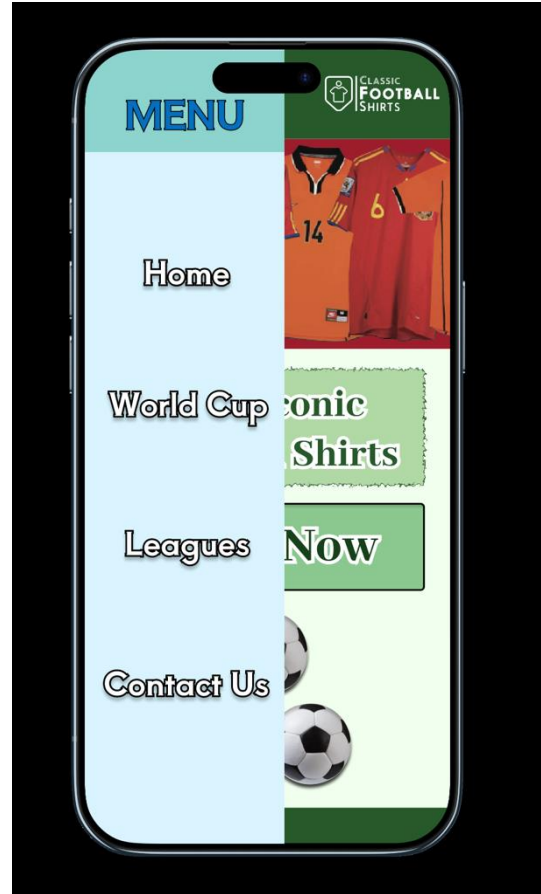 MENU
CLASSIC
FOOTBALL
SHIRTS
14
6
Home
World Cup
conic
Shirts
Leagues
Now
Contact Us